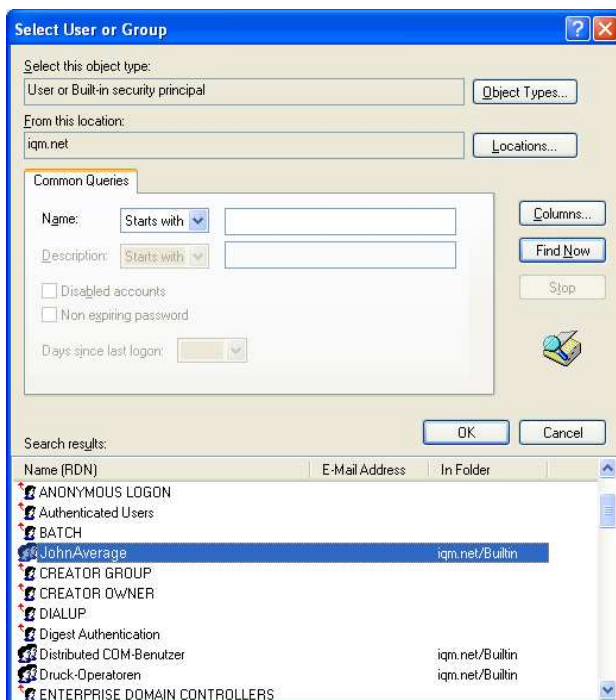 Select User or Group
Select this object type:
User or Built-in security principal
Object Types...
From this location:
iqm.net
Locations...
Common Queries
Name: Starts with
Columns...
Description: Starts with
Find Now
Disabled accounts
Stop
Non expiring password
Days since last logon:
OK Cancel
Search results:
Name (RDN) E-Mail Address In Folder
ANONYMOUS LOGON
Authenticated Users
BATCH
JohnAverage iqm.net/Builtin
CREATOR GROUP
CREATOR OWNER
DIALUP
Digest Authentication
Distributed COM-Benutzer iqm.net/Builtin
Druck-Operatoren iqm.net/Builtin
ENTERPRISE DOMAIN CONTROLLERS